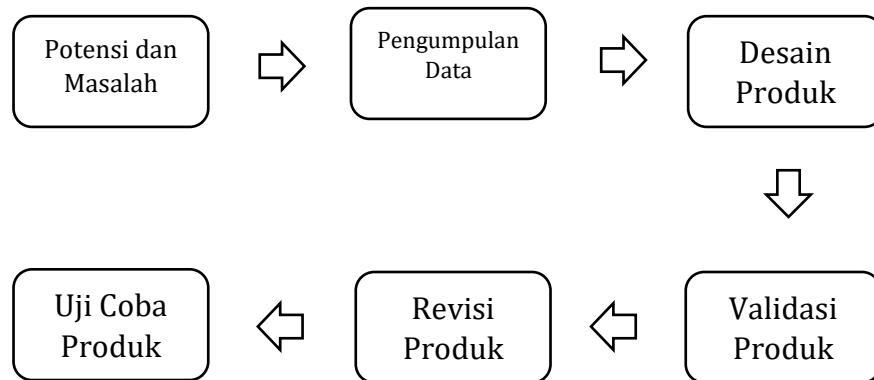 Potensi dan
Masalah
Pengumpulan
Data
Desain
Produk
Validasi
Produk
Revisi
Produk
Uji Coba
Produk